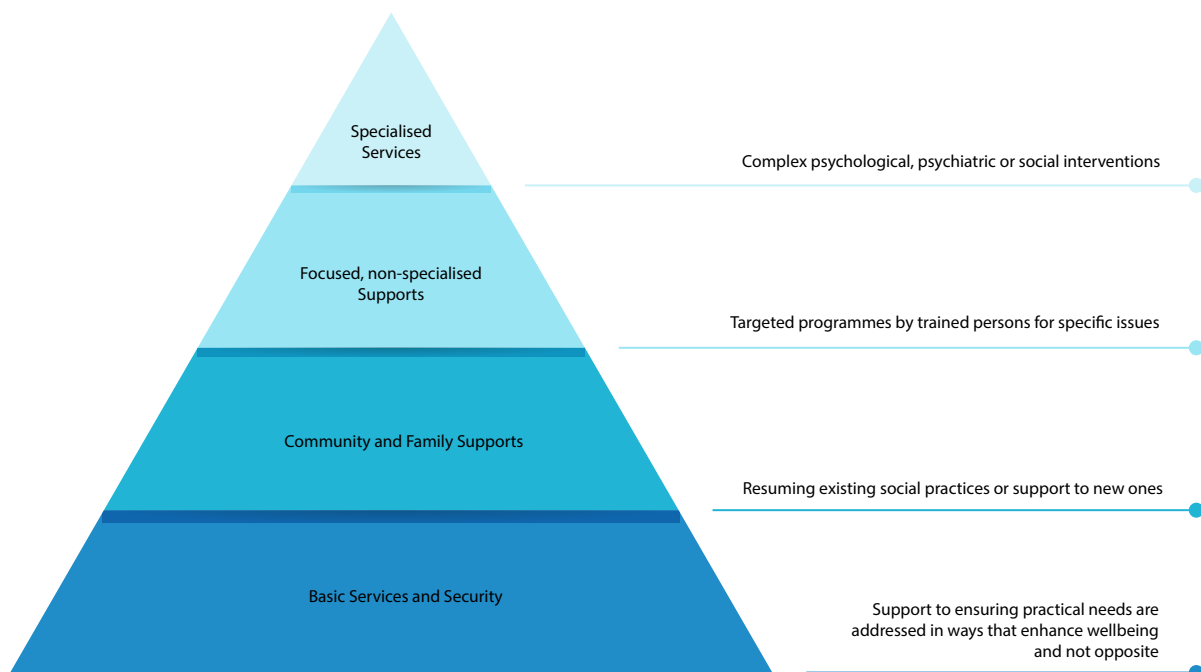 Specialised
Services
Complex psychological, psychiatric or social interventions
Focused, non-specialised
Supports
Targeted programmes by trained persons for specific issues
Community and Family Supports
Resuming existing social practices or support to new ones
Basic Services and Security
Support to ensuring practical needs are
addressed in ways that enhance wellbeing
and not opposite